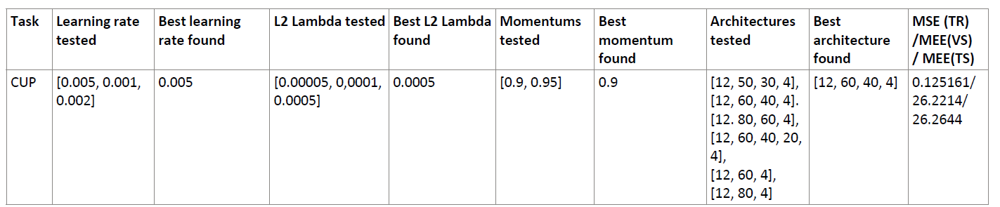 Task
Learning rate
tested
Best learning
rate found
L2 Lambda tested
Best L2 Lambda
found
Momentums
tested
Best
momentum
found
Architectures
tested
Best
architecture
found
MSE (TR)
/MEE(VS)
/ MEE(TS)
CUP
[0.005, 0.001,
0.002]
0.005
[0.00005, 0,0001,
0.0005]
0.0005
[0.9, 0.95]
0.9
[12, 50, 30, 4],
[12, 60, 40, 4].
[12. 80, 60, 4],
[12, 60, 40, 20,
4],
[12, 60, 4],
[12, 80, 4]
[12, 60, 40, 4]
0.125161/
26.2214/
26.2644